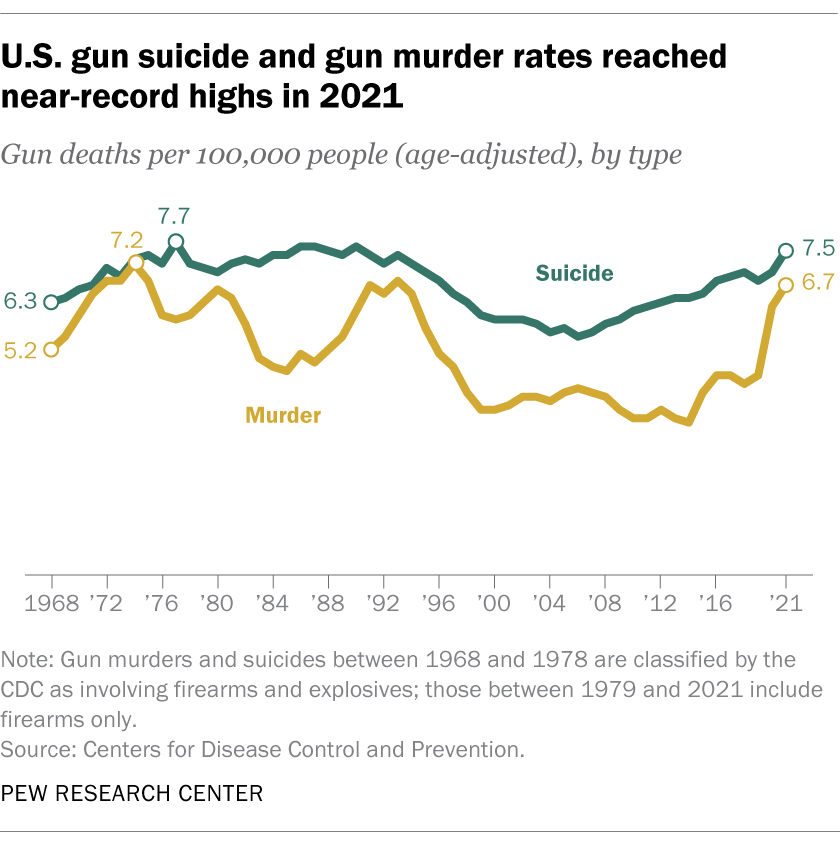 U.S. gun suicide and gun murder rates reached
near-record highs in 2021
Gun deaths per 100,000 people (age-adjusted), by type
7.7
7.2
7.5
Suicide
6.7
6.3
5.2
Murder
1968 ’72 ’76 ’80 ’84 ’88 ’92 ’96 ’00 ’04 ’08 ’12 ’16 ’21
Note: Gun murders and suicides between 1968 and 1978 are classified by the
CDC as involving firearms and explosives; those between 1979 and 2021 include
firearms only.
Source: Centers for Disease Control and Prevention.
PEW RESEARCH CENTER